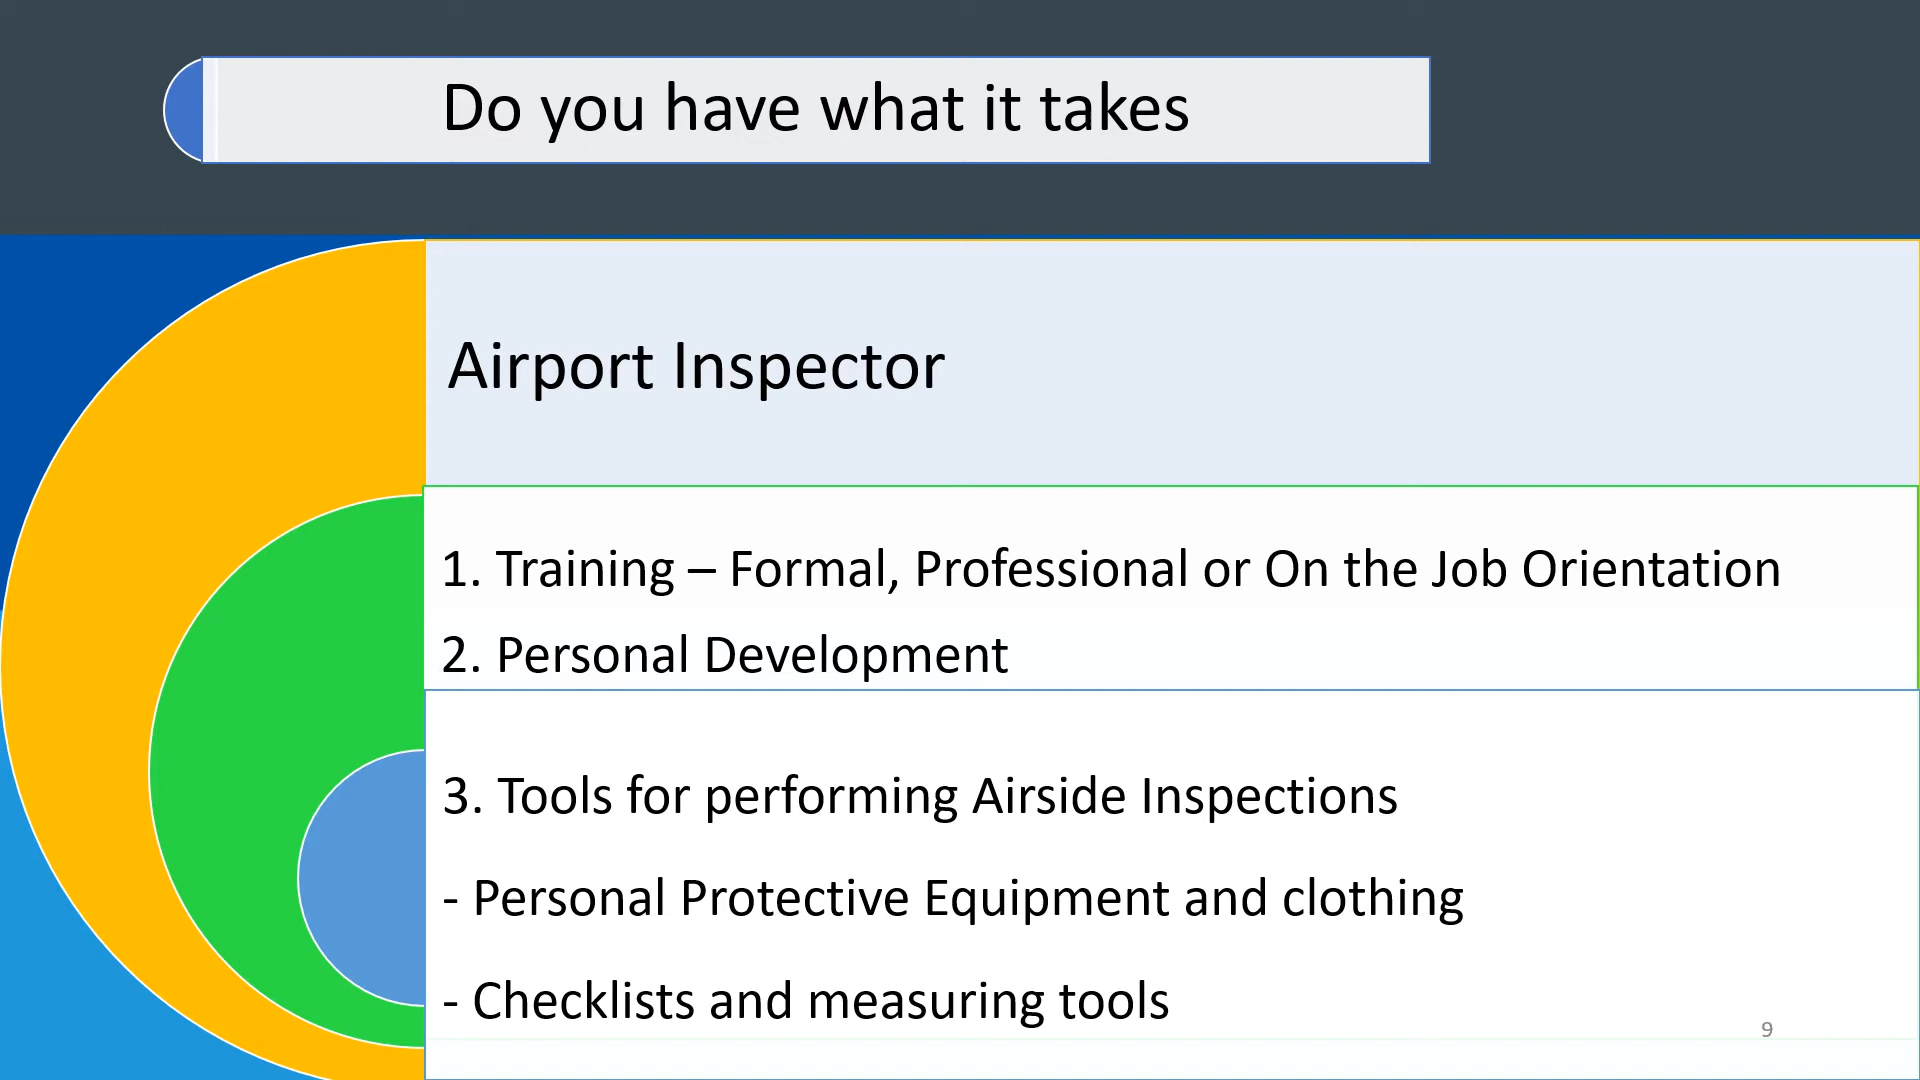 Do you have what it takes
Airport Inspector
1. Training – Formal, Professional or On the Job Orientation
2. Personal Development
3. Tools for performing Airside Inspections
- Personal Protective Equipment and clothing
- Checklists and measuring tools
9